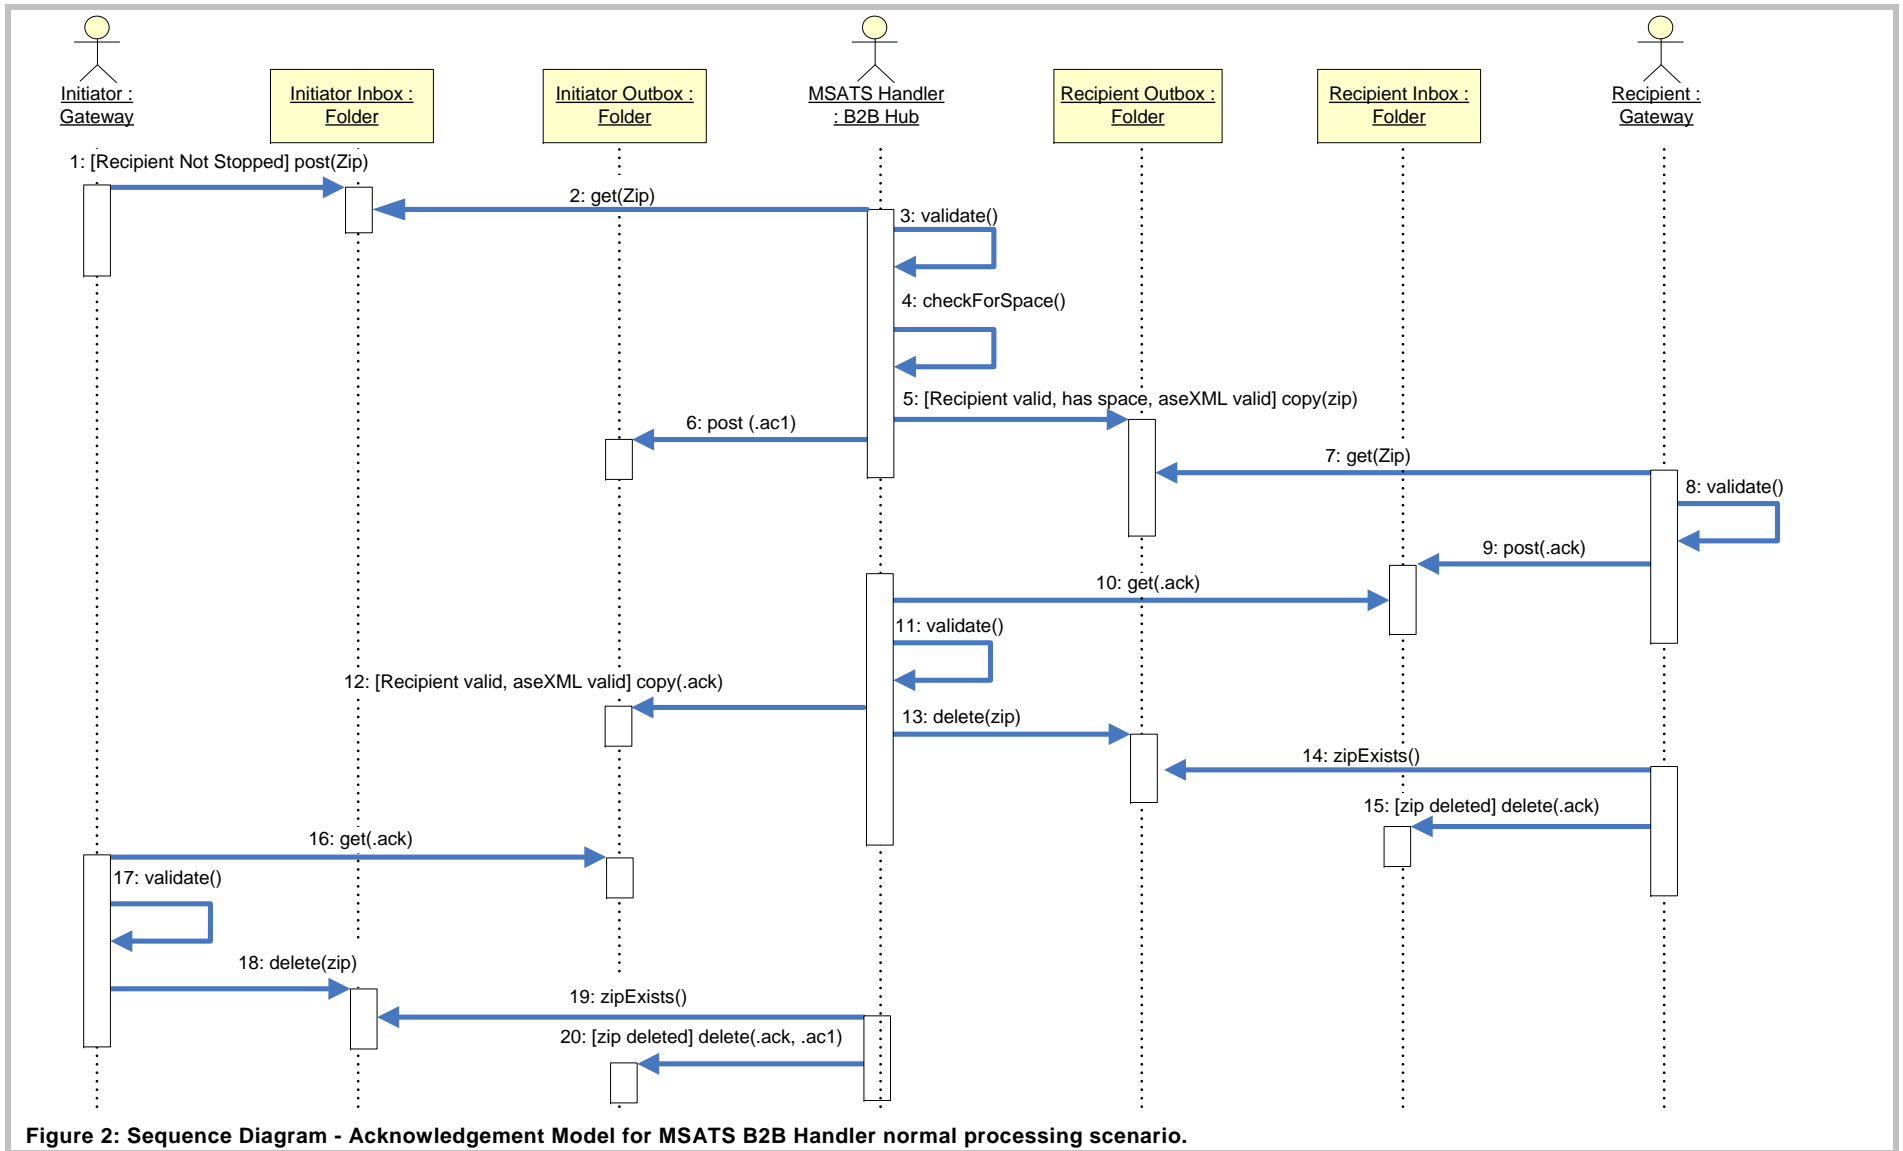 Initiator :
Gateway
Initiator Inbox :
Folder
Initiator Outbox :
Folder
MSATS Handler
: B2B Hub
Recipient Outbox :
Folder
Recipient Inbox :
Folder
Recipient :
Gateway
1: [Recipient Not Stopped] post(Zip)
2: get(Zip)
3: validate()
4: checkForSpace()
5: [Recipient valid, has space, aseXML valid] copy(zip)
6: post (.ac1)
7: get(Zip)
8: validate()
9: post(.ack)
10: get(.ack)
11: validate()
12: [Recipient valid, aseXML valid] copy(.ack)
13: delete(zip)
14: zipExists()
15: [zip deleted] delete(.ack)
16: get(.ack)
17: validate()
18: delete(zip)
19: zipExists()
20: [zip deleted] delete(.ack, .ac1)
Figure 2: Sequence Diagram - Acknowledgement Model for MSATS B2B Handler normal processing scenario.